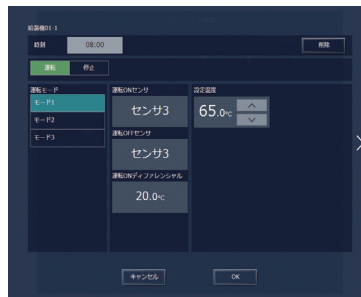 給湯機01-1
時刻 08:00 削除
運転 停止
運転モード 運転ONセンサ 設定温度
モード1 センサ3 65.0℃
モード2 運転OFFセンサ
モード3 センサ3
運転ONディファレンシャル
20.0℃
キャンセル OK